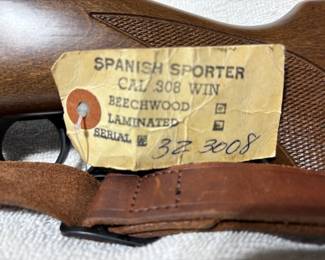 SPANISH SPORTER
CAL .308 WIN
BEECHWOOD
LAMINATED
SERIAL 3Z 3008